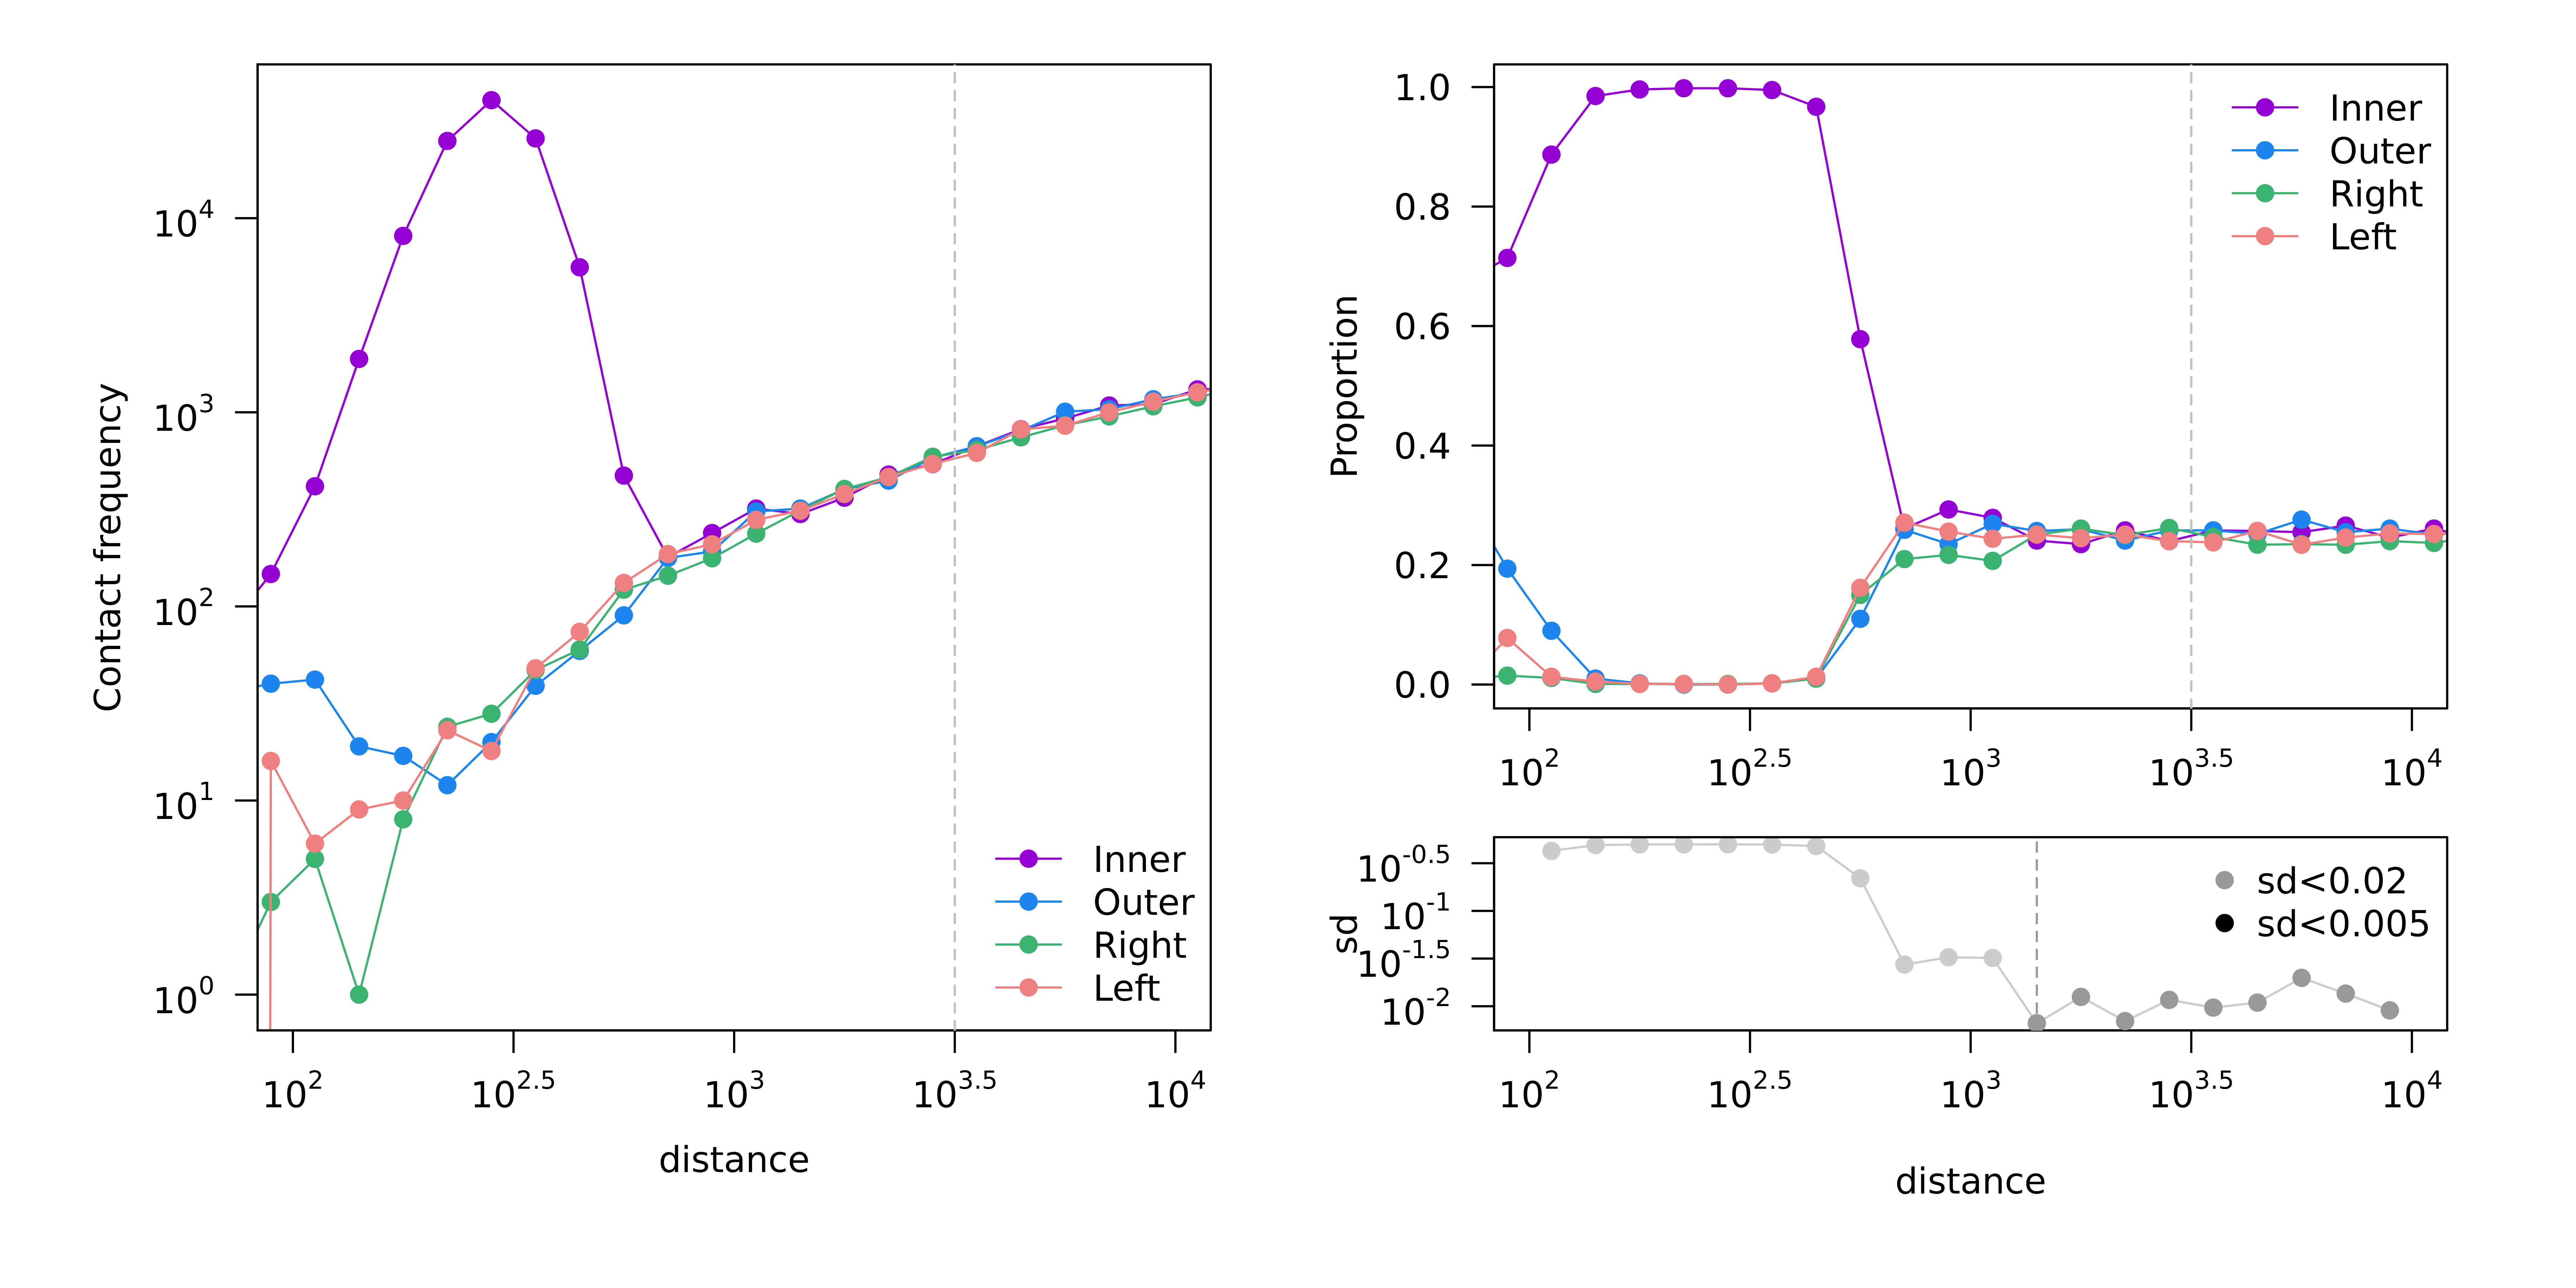 Contact frequency
10^4
10^3
10^2
10^1
10^0
Inner
Outer
Right
Left
10^2 10^2.5 10^3 10^3.5 10^4
distance
Proportion
1.0
0.8
0.6
0.4
0.2
0.0
Inner
Outer
Right
Left
10^2 10^2.5 10^3 10^3.5 10^4
sd
10^-0.5
10^-1
10^-1.5
10^-2
sd<0.02
sd<0.005
10^2 10^2.5 10^3 10^3.5 10^4
distance